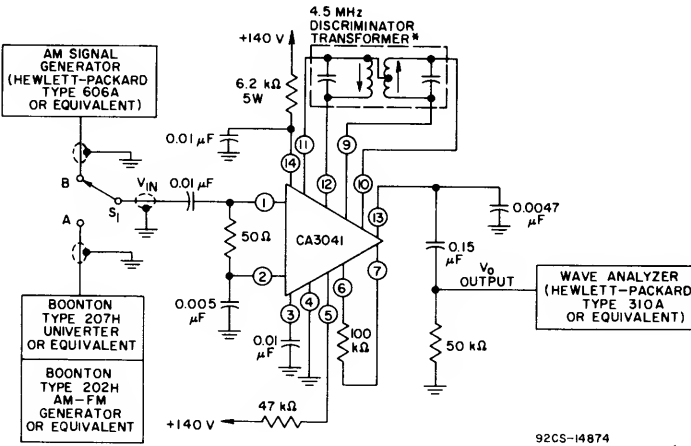 4.5 MHz
DISCRIMINATOR
TRANSFORMER*
+140 V
AM SIGNAL
GENERATOR
(HEWLETT-PACKARD
TYPE 606A
OR EQUIVALENT)
6.2 kΩ
5W
0.01 μF
11
9
14
12
10
13
B
VIN
0.01 μF
S1
A
1
50Ω
CA3041
2
7
0.0047
μF
0.15
μF
VO
OUTPUT
WAVE ANALYZER
(HEWLETT-PACKARD
TYPE 310A
OR EQUIVALENT)
0.005
μF
3
4
5
6
0.01
μF
100
kΩ
50 kΩ
BOONTON
TYPE 207H
UNIVERTER
OR EQUIVALENT
BOONTON
TYPE 202H
AM-FM
GENERATOR
OR EQUIVALENT
+140 V
47 kΩ
92CS-14874